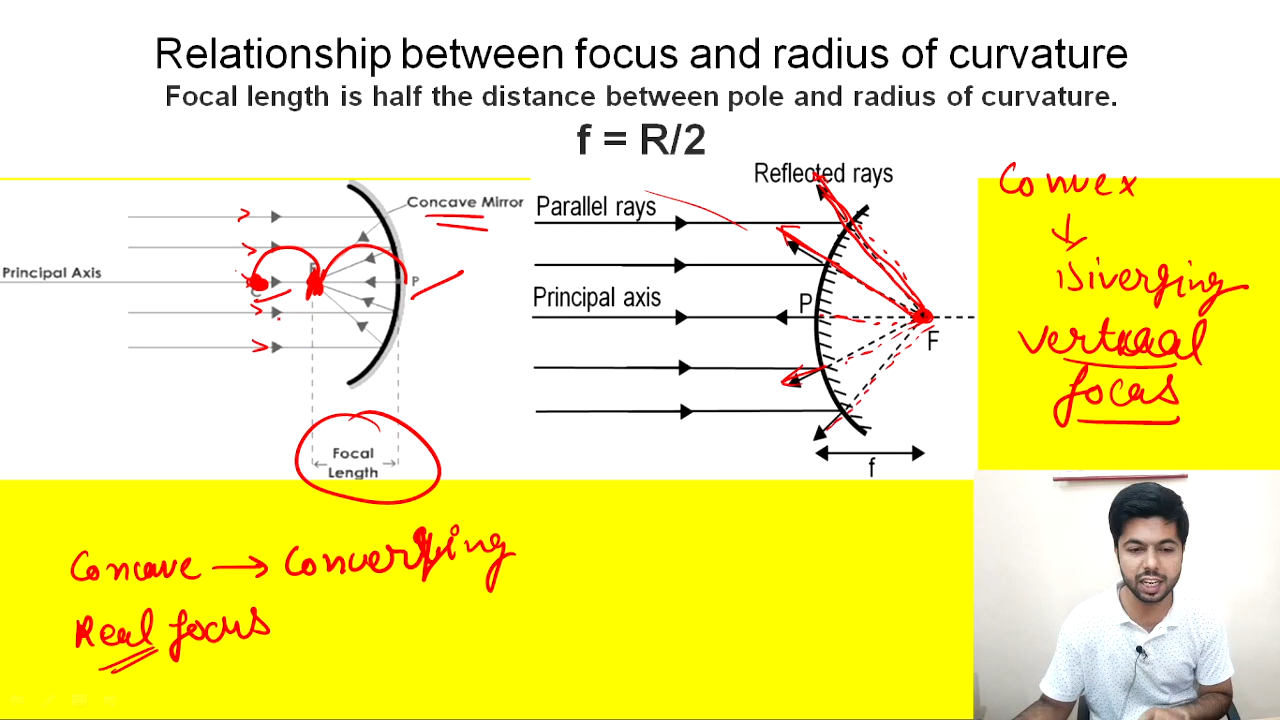 Relationship between focus and radius of curvature
Focal length is half the distance between pole and radius of curvature.
f = R/2
Concave Mirror
Principal Axis
C
F
P
Focal
Length
Reflected rays
Parallel rays
Principal axis
P
F
f
Convex
Diverging
focus
Concave → Converging
Real focus